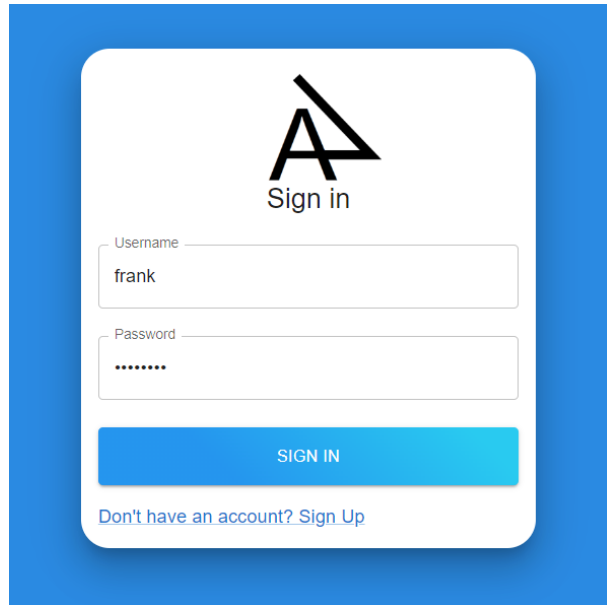 Sign in
Username
frank
Password
••••••••
SIGN IN
Don't have an account? Sign Up